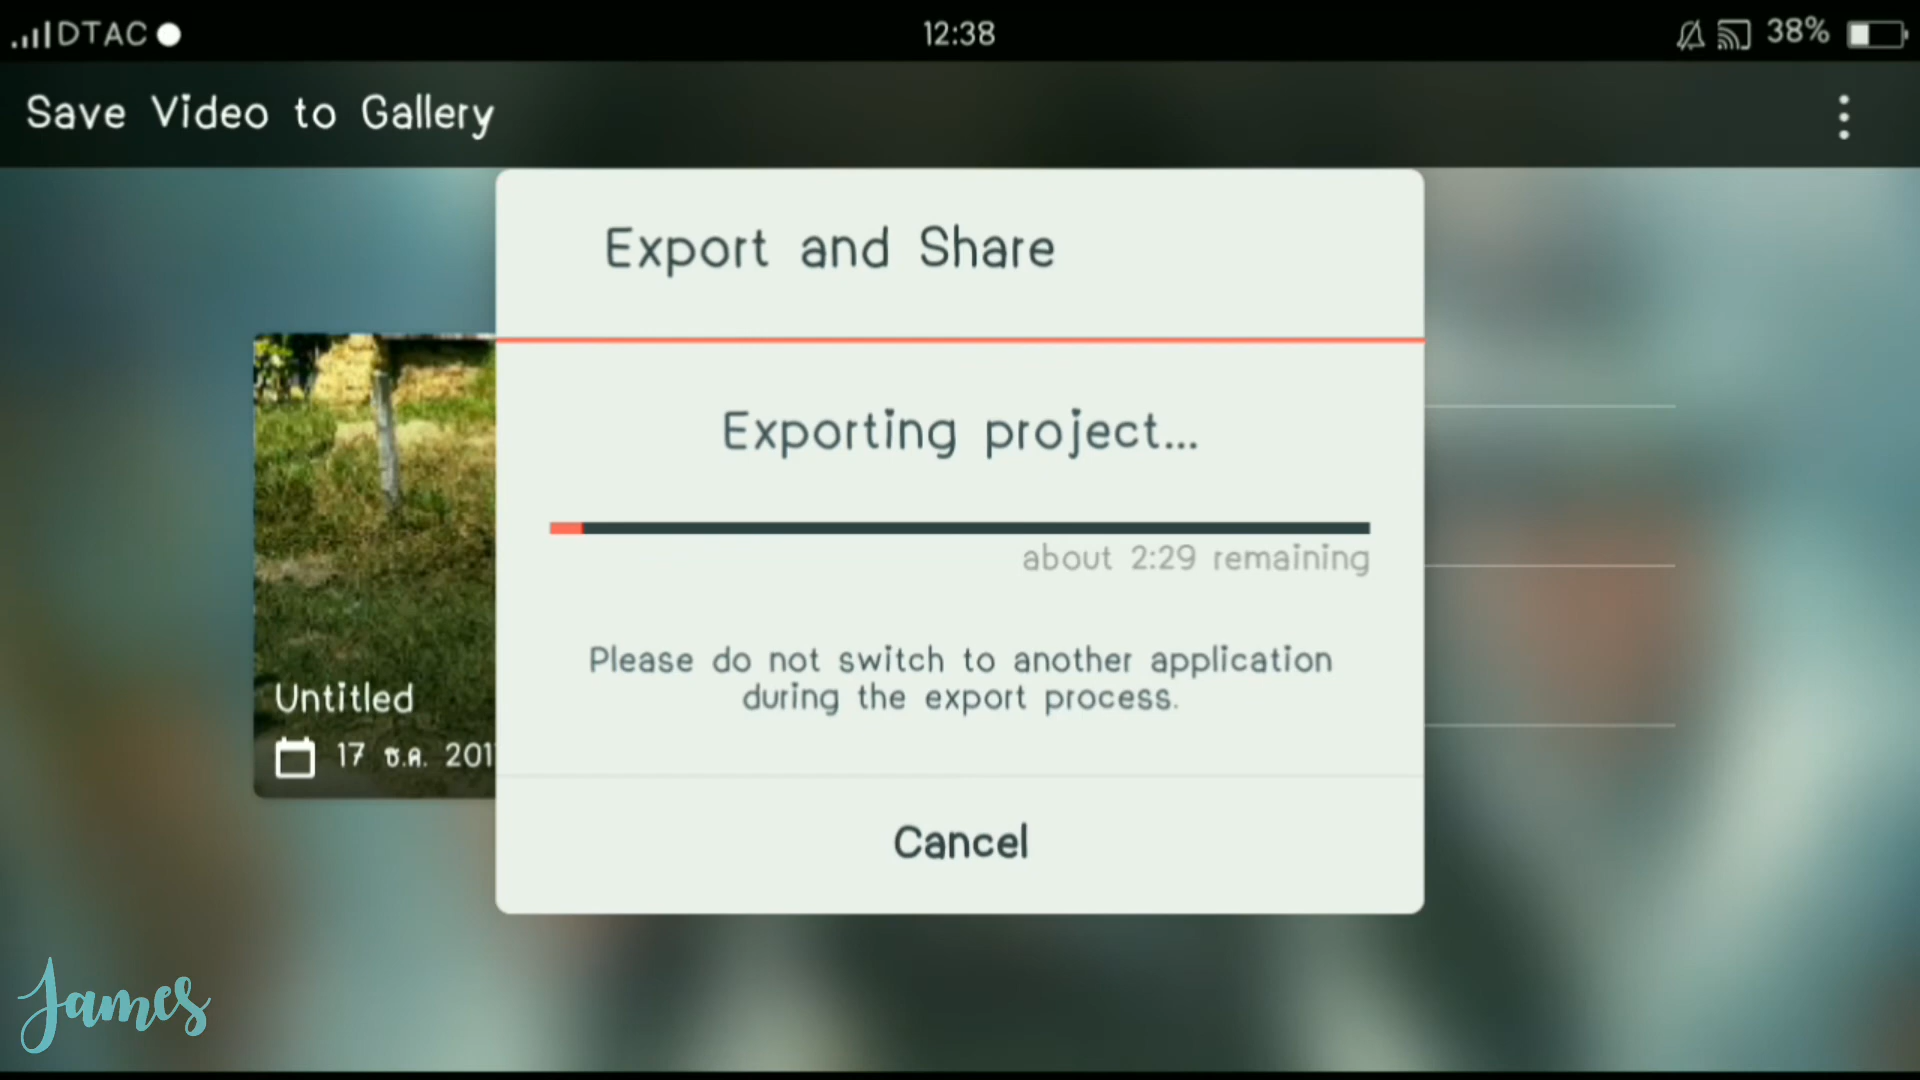 DTAC
12:38
38%
Save Video to Gallery
Export and Share
Exporting project...
about 2:29 remaining
Please do not switch to another application
during the export process.
Cancel
Untitled
17 ธ.ค. 201
James